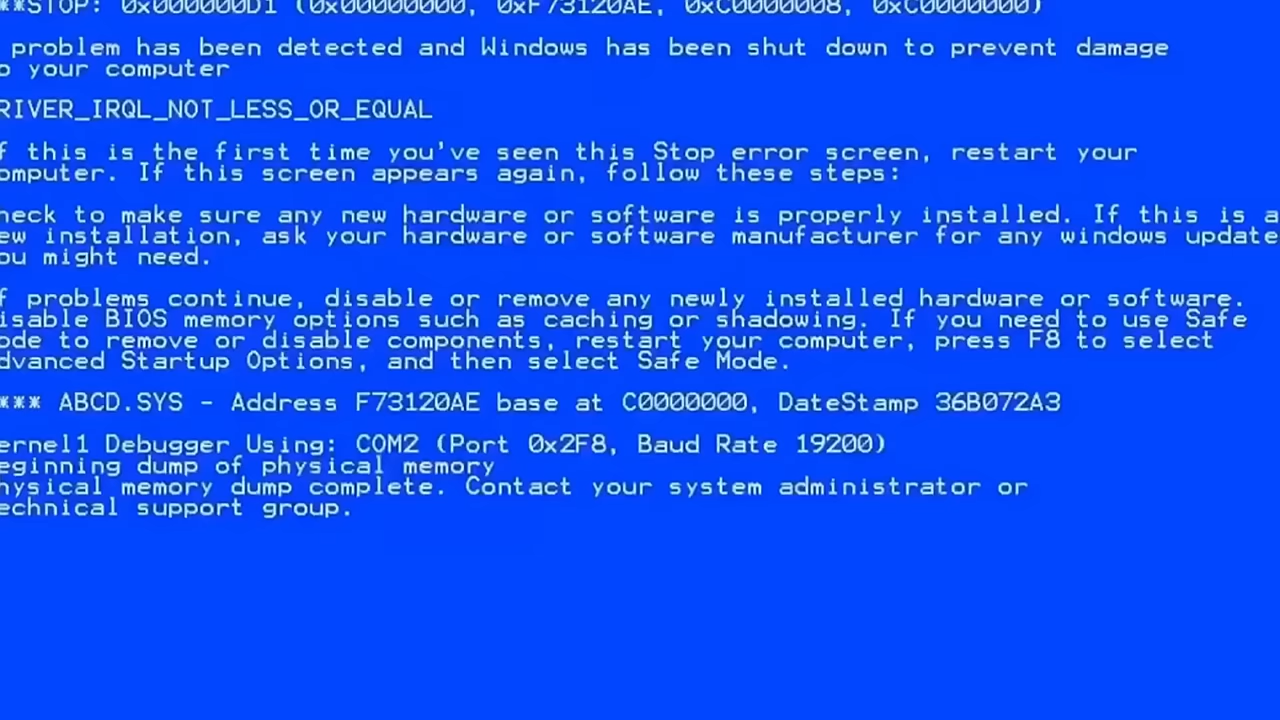 **STOP: 0x000000D1 (0x00000000, 0xF73120AE, 0xC0000008, 0xC0000000)
problem has been detected and Windows has been shut down to prevent damage
o your computer
RIVER_IRQL_NOT_LESS_OR_EQUAL
f this is the first time you've seen this Stop error screen, restart your
omputer. If this screen appears again, follow these steps:
heck to make sure any new hardware or software is properly installed. If this is a
ew installation, ask your hardware or software manufacturer for any windows update
ou might need.
f problems continue, disable or remove any newly installed hardware or software.
isable BIOS memory options such as caching or shadowing. If you need to use Safe
ode to remove or disable components, restart your computer, press F8 to select
dvanced Startup Options, and then select Safe Mode.
*** ABCD.SYS - Address F73120AE base at C0000000, DateStamp 36B072A3
ernel1 Debugger Using: COM2 (Port 0x2F8, Baud Rate 19200)
eginning dump of physical memory
hysical memory dump complete. Contact your system administrator or
echnical support group.